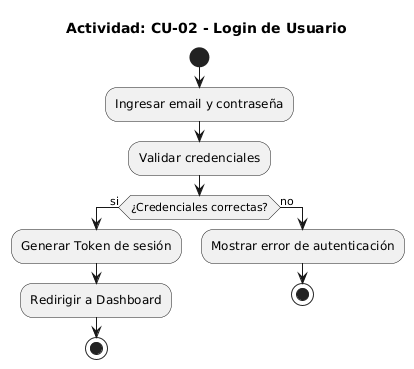 Actividad: CU-02 - Login de Usuario
Ingresar email y contraseña
Validar credenciales
si
¿Credenciales correctas?
no
Generar Token de sesión
Mostrar error de autenticación
Redirigir a Dashboard